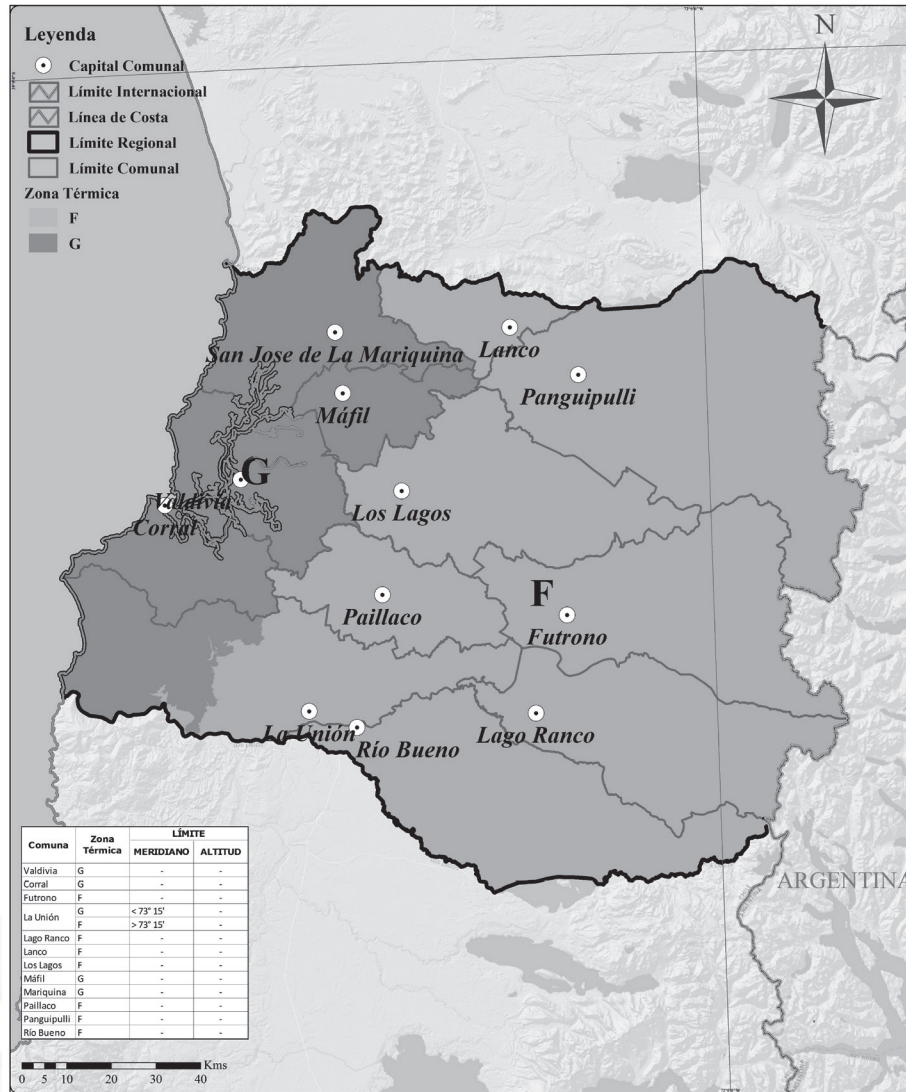 Leyenda
Capital Comunal
Límite Internacional
Línea de Costa
Límite Regional
Límite Comunal
Zona Térmica
F
G
N
San Jose de La Mariquina
Lanco
Panguipulli
Máfil
G
Valdivia
Corral
Los Lagos
Paillaco
F
Futrono
La Unión
Río Bueno
Lago Ranco
ARGENTINA
Comuna Zona Térmica LÍMITE
MERIDIANO ALTITUD
Valdivia G - -
Corral G - -
Futrono F - -
La Unión G < 73° 15' -
F > 73° 15' -
Lago Ranco F - -
Lanco F - -
Los Lagos F - -
Máfil G - -
Mariquina G - -
Paillaco F - -
Panguipulli F - -
Río Bueno F - -
0 5 10 20 30 40 Kms